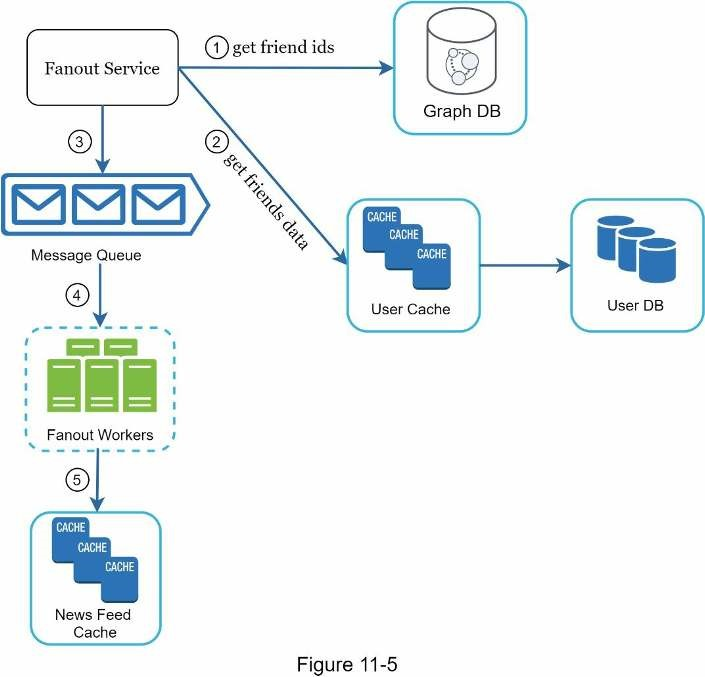 Fanout Service
1 get friend ids
Graph DB
2
get friends data
3
Message Queue
CACHE
CACHE
CACHE
User Cache
User DB
4
Fanout Workers
5
CACHE
CACHE
CACHE
News Feed
Cache
Figure 11-5